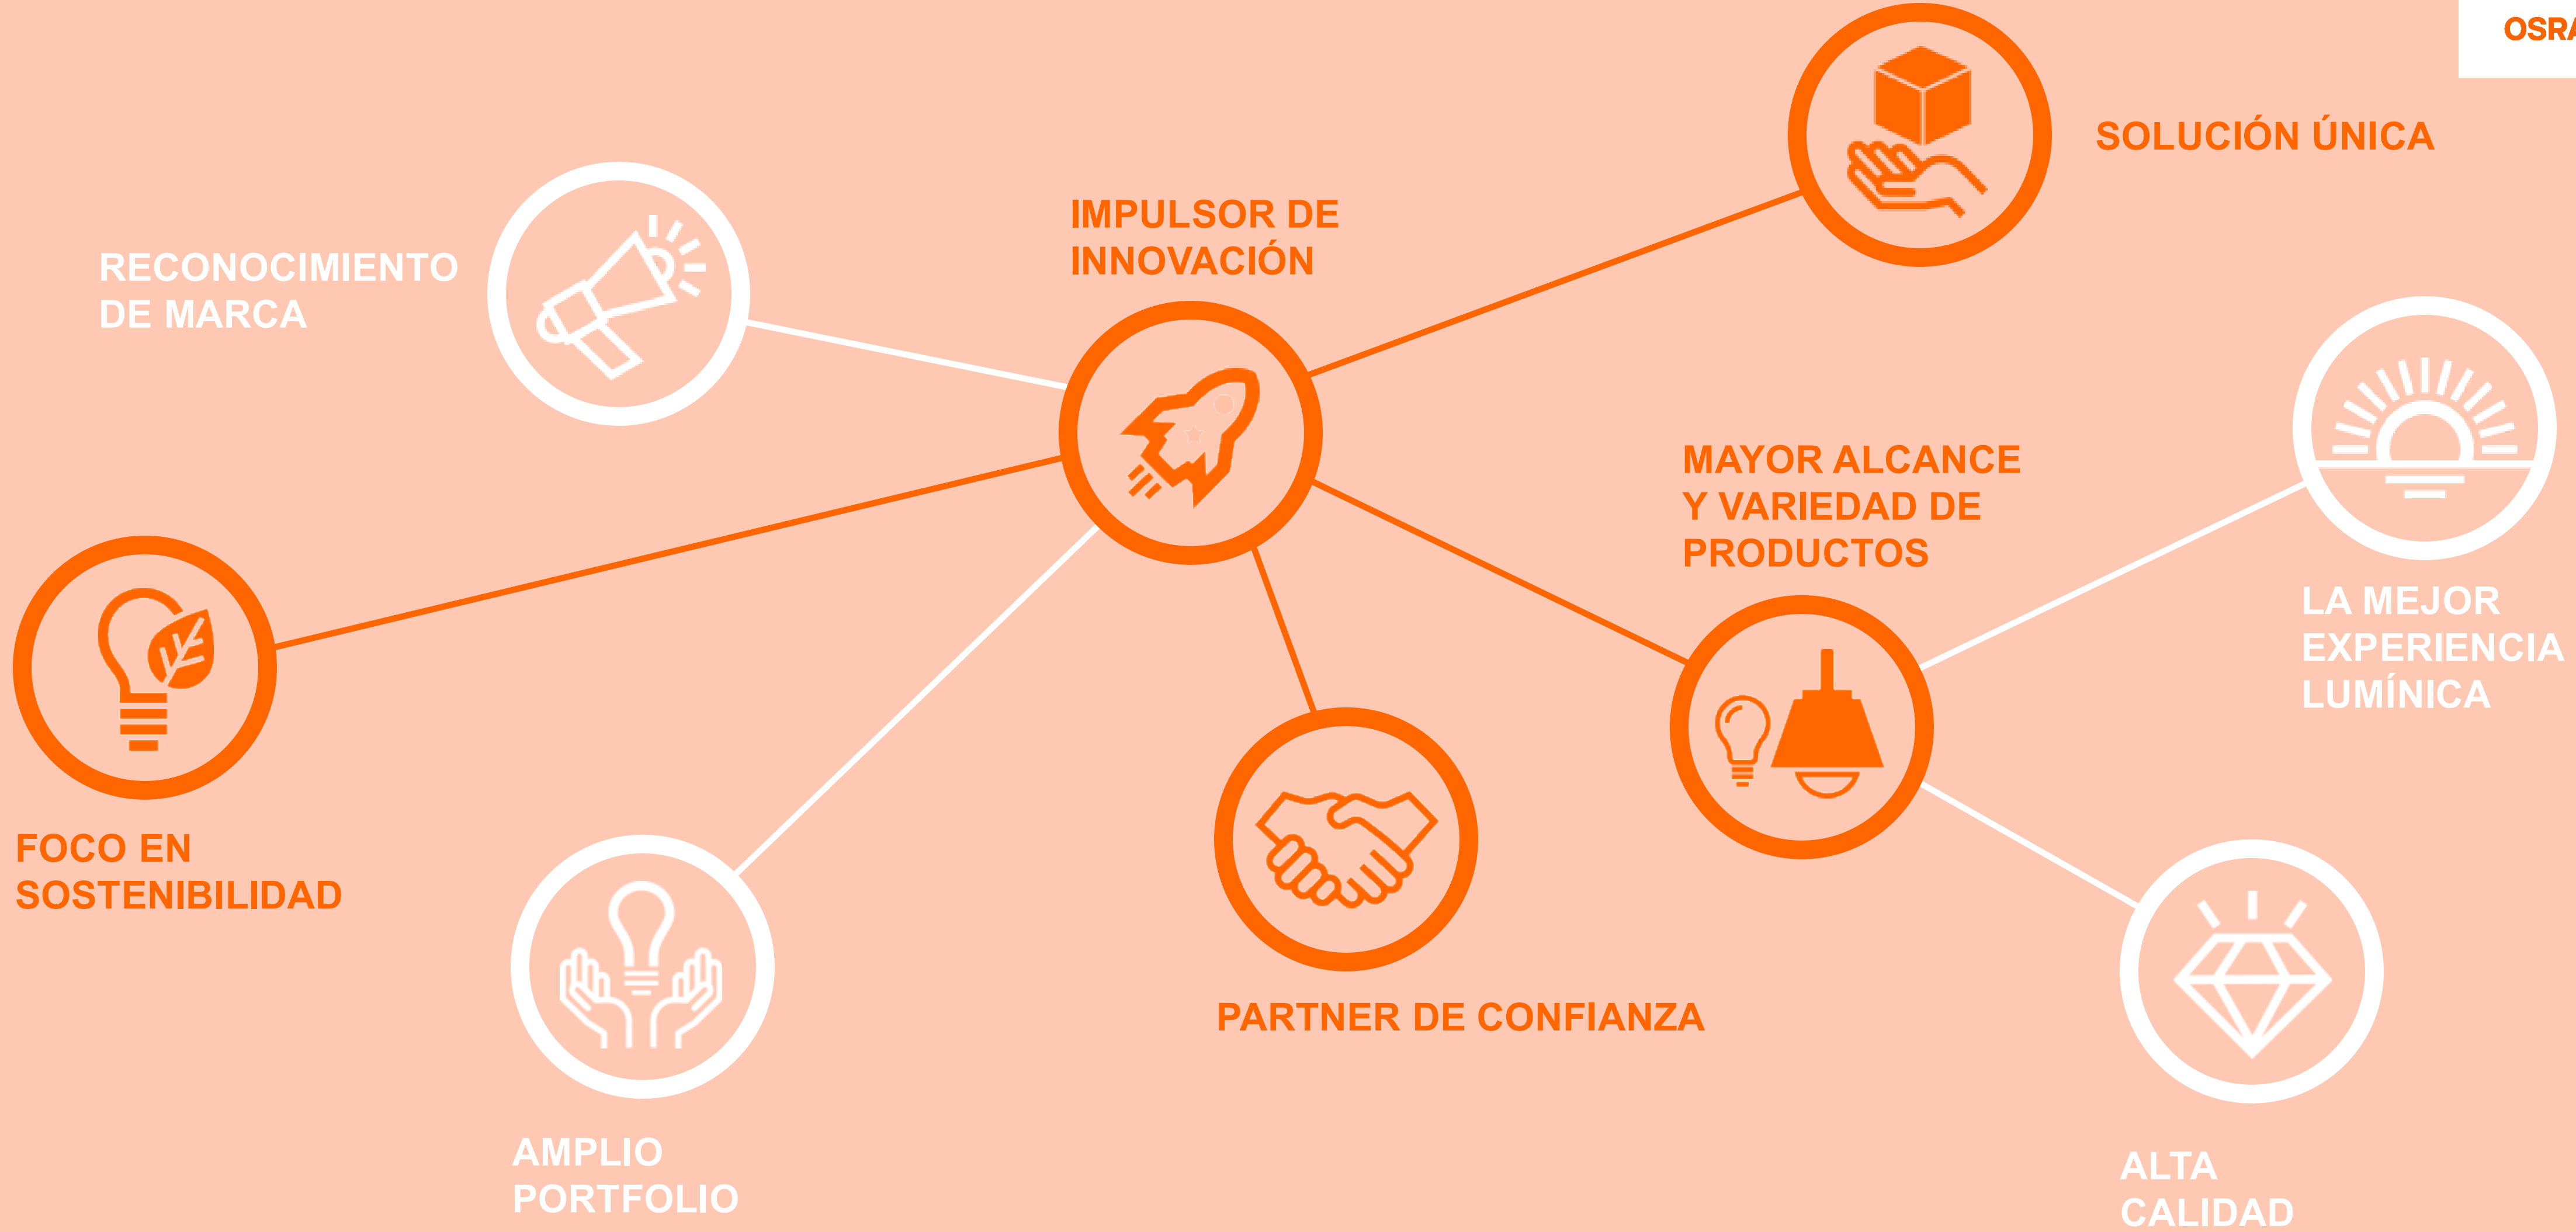 SOLUCIÓN ÚNICA
IMPULSOR DE
INNOVACIÓN
RECONOCIMIENTO
DE MARCA
MAYOR ALCANCE
Y VARIEDAD DE
PRODUCTOS
LA MEJOR
EXPERIENCIA
LUMÍNICA
FOCO EN
SOSTENIBILIDAD
PARTNER DE CONFIANZA
AMPLIO
PORTFOLIO
ALTA
CALIDAD